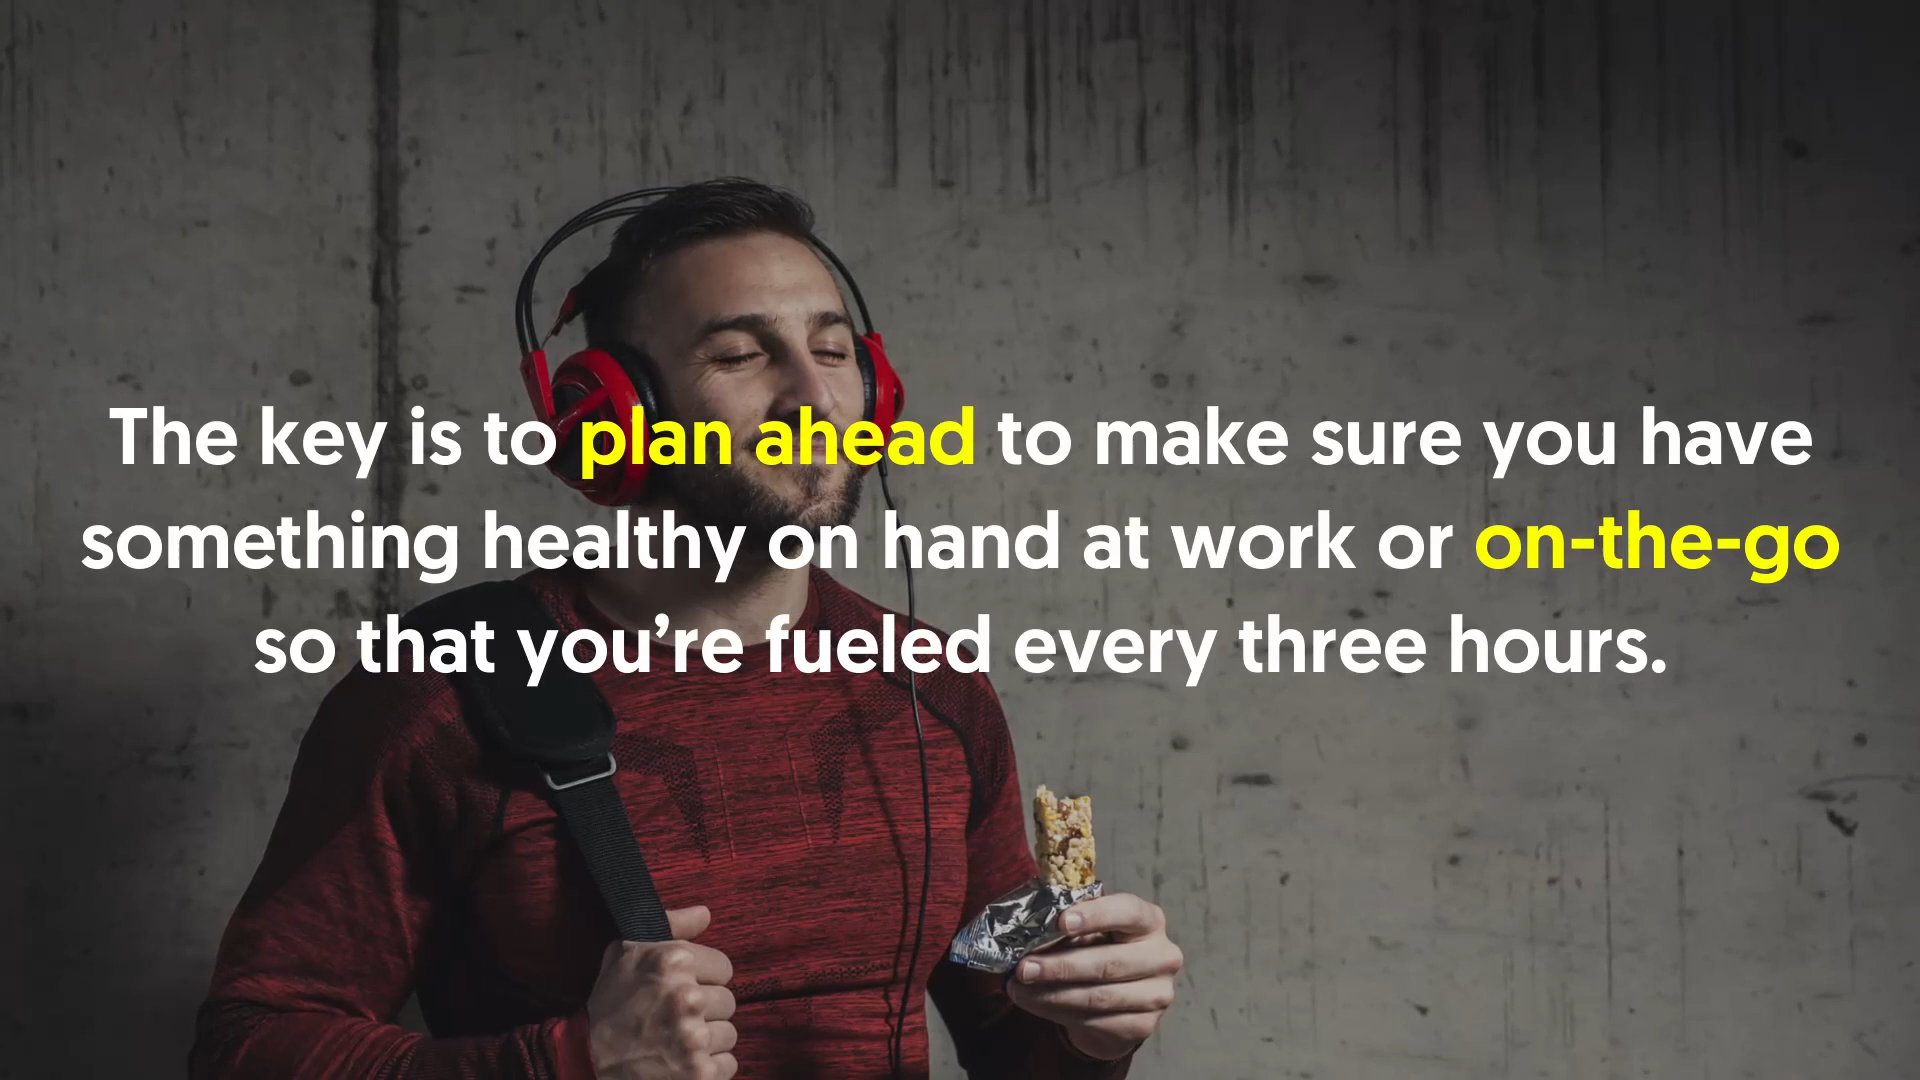 The key is to plan ahead to make sure you have
something healthy on hand at work or on-the-go
so that you’re fueled every three hours.